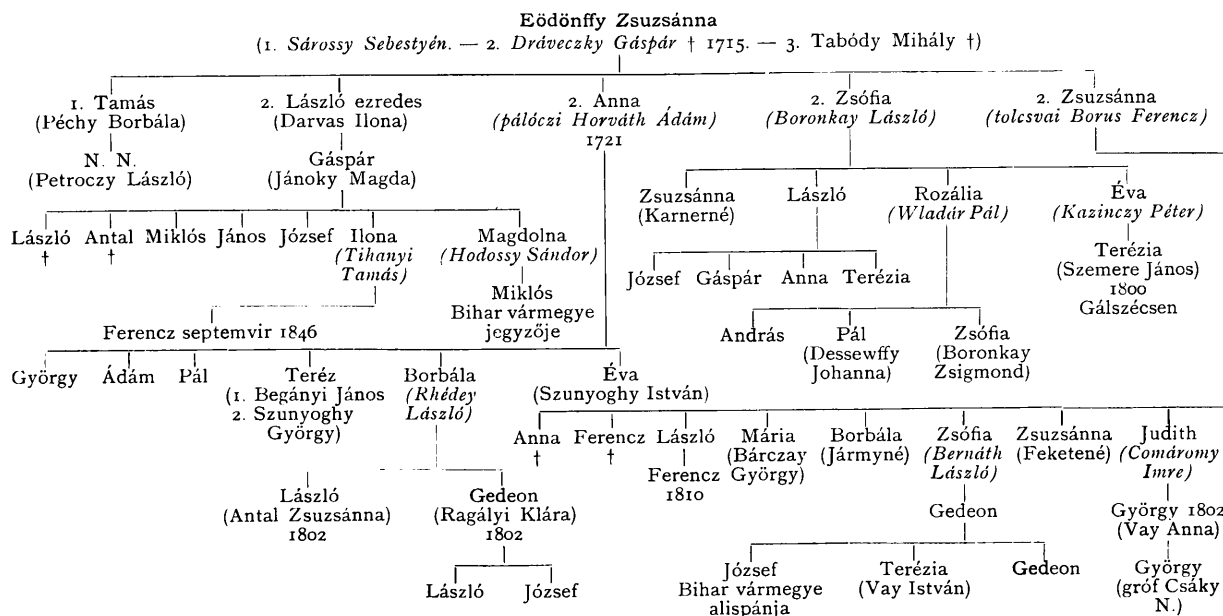 Eödönffy Zsuzsánna
(1. Sárossy Sebestyén. — 2. Dráveczky Gáspár † 1715. — 3. Tabódy Mihály †)
1. Tamás
(Péchy Borbála)
2. László ezredes
(Darvas Ilona)
2. Anna
(pálóczi Horváth Ádám)
1721
2. Zsófia
(Boronkay László)
2. Zsuzsánna
(tolcsvai Borus Ferencz)
N. N.
(Petroczy László)
Gáspár
(Jánoky Magda)
Zsuzsánna
(Karnerné)
László
Rozália
(Wladár Pál)
Éva
(Kazinczy Péter)
László
†
Antal
†
Miklós
János
József
Ilona
(Tihanyi
Tamás)
Magdolna
(Hodossy Sándor)
Miklós
Bihar vármegye
jegyzője
József
Gáspár
Anna
Terézia
Terézia
(Szemere János)
1800
Gálszécsen
Ferencz septemvir 1846
András
Pál
(Dessewffy
Johanna)
Zsófia
(Boronkay
Zsigmond)
György
Ádám
Pál
Teréz
(1. Begányi János
2. Szunyoghy
György)
Borbála
(Rhédey
László)
Éva
(Szunyoghy István)
Anna
†
Ferencz
†
László
Ferencz
1810
Mária
(Bárczay
György)
Borbála
(Jármyné)
Zsófia
(Bernáth
László)
Zsuzsánna
(Feketené)
Judith
(Comáromy
Imre)
László
(Antal Zsuzsánna)
1802
Gedeon
(Ragályi Klára)
1802
Gedeon
György 1802
(Vay Anna)
László
József
József
Bihar vármegye
alispánja
Terézia
(Vay István)
Gedeon
György
(gróf Csáky
N.)